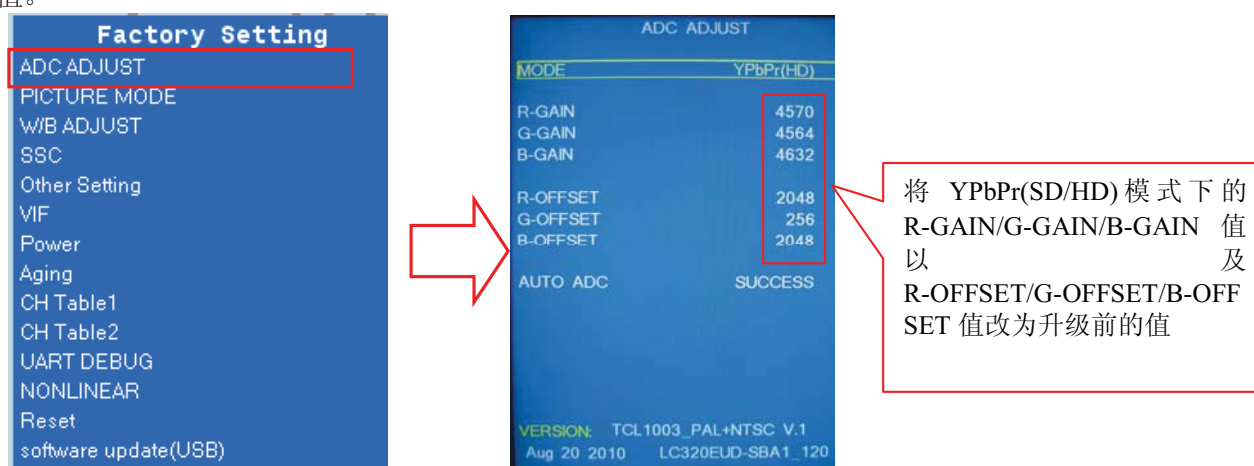 值。
Factory Setting
ADC ADJUST
PICTURE MODE
W/B ADJUST
SSC
Other Setting
VIF
Power
Aging
CH Table1
CH Table2
UART DEBUG
NONLINEAR
Reset
software update(USB)
ADC ADJUST
MODE YPbPr(HD)
R-GAIN 4570
G-GAIN 4564
B-GAIN 4632
R-OFFSET 2048
G-OFFSET 256
B-OFFSET 2048
AUTO ADC SUCCESS
VERSION: TCL1003_PAL+NTSC V.1
Aug 20 2010 LC320EUD-SBA1_120
将 YPbPr(SD/HD)模式下的
R-GAIN/G-GAIN/B-GAIN 值
以 及
R-OFFSET/G-OFFSET/B-OFF
SET 值改为升级前的值